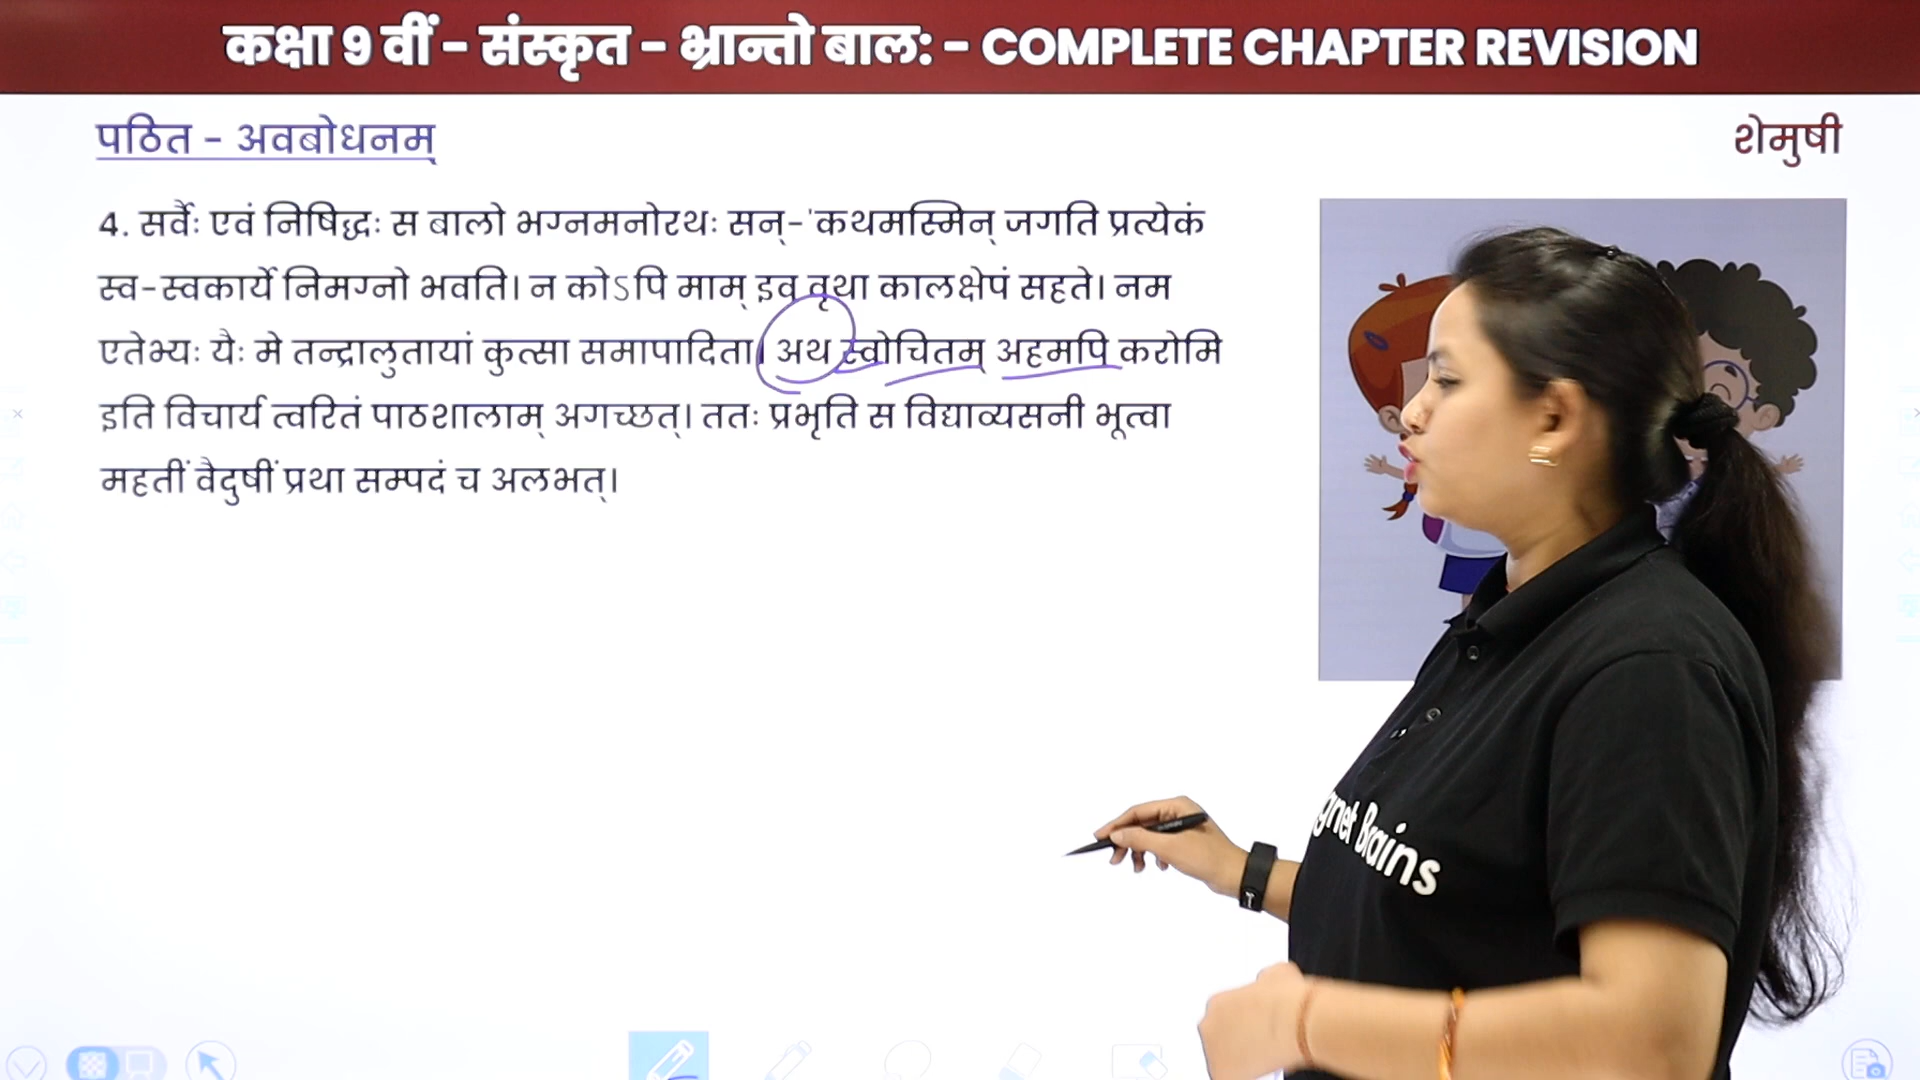 कक्षा 9 वीं - संस्कृत - भ्रान्तो बाल: - COMPLETE CHAPTER REVISION
पठित - अवबोधनम्
शेमुषी
4. सर्वैः एवं निषिद्धः स बालो भग्नमनोरथः सन्-'कथमस्मिन् जगति प्रत्येकं
स्व-स्वकार्ये निमग्नो भवति। न कोऽपि माम् इव वृथा कालक्षेपं सहते। नम
एतेभ्यः यैः मे तन्द्रालुतायां कुत्सा समापादिता। अथ स्वोचितम् अहमपि करोमि
इति विचार्य त्वरितं पाठशालाम् अगच्छत्। ततः प्रभृति स विद्याव्यसनी भूत्वा
महतीं वैदुषीं प्रथा सम्पदं च अलभत्।
gnet Brains